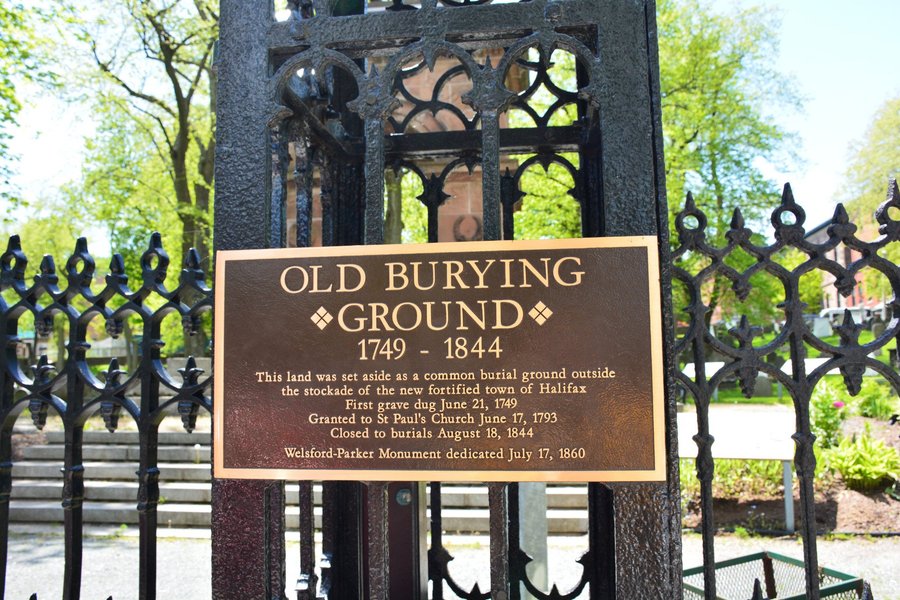 OLD BURYING
GROUND
1749 - 1844
This land was set aside as a common burial ground outside
the stockade of the new fortified town of Halifax
First grave dug June 21, 1749
Granted to St Paul's Church June 17, 1793
Closed to burials August 18, 1844
Welsford-Parker Monument dedicated July 17, 1860